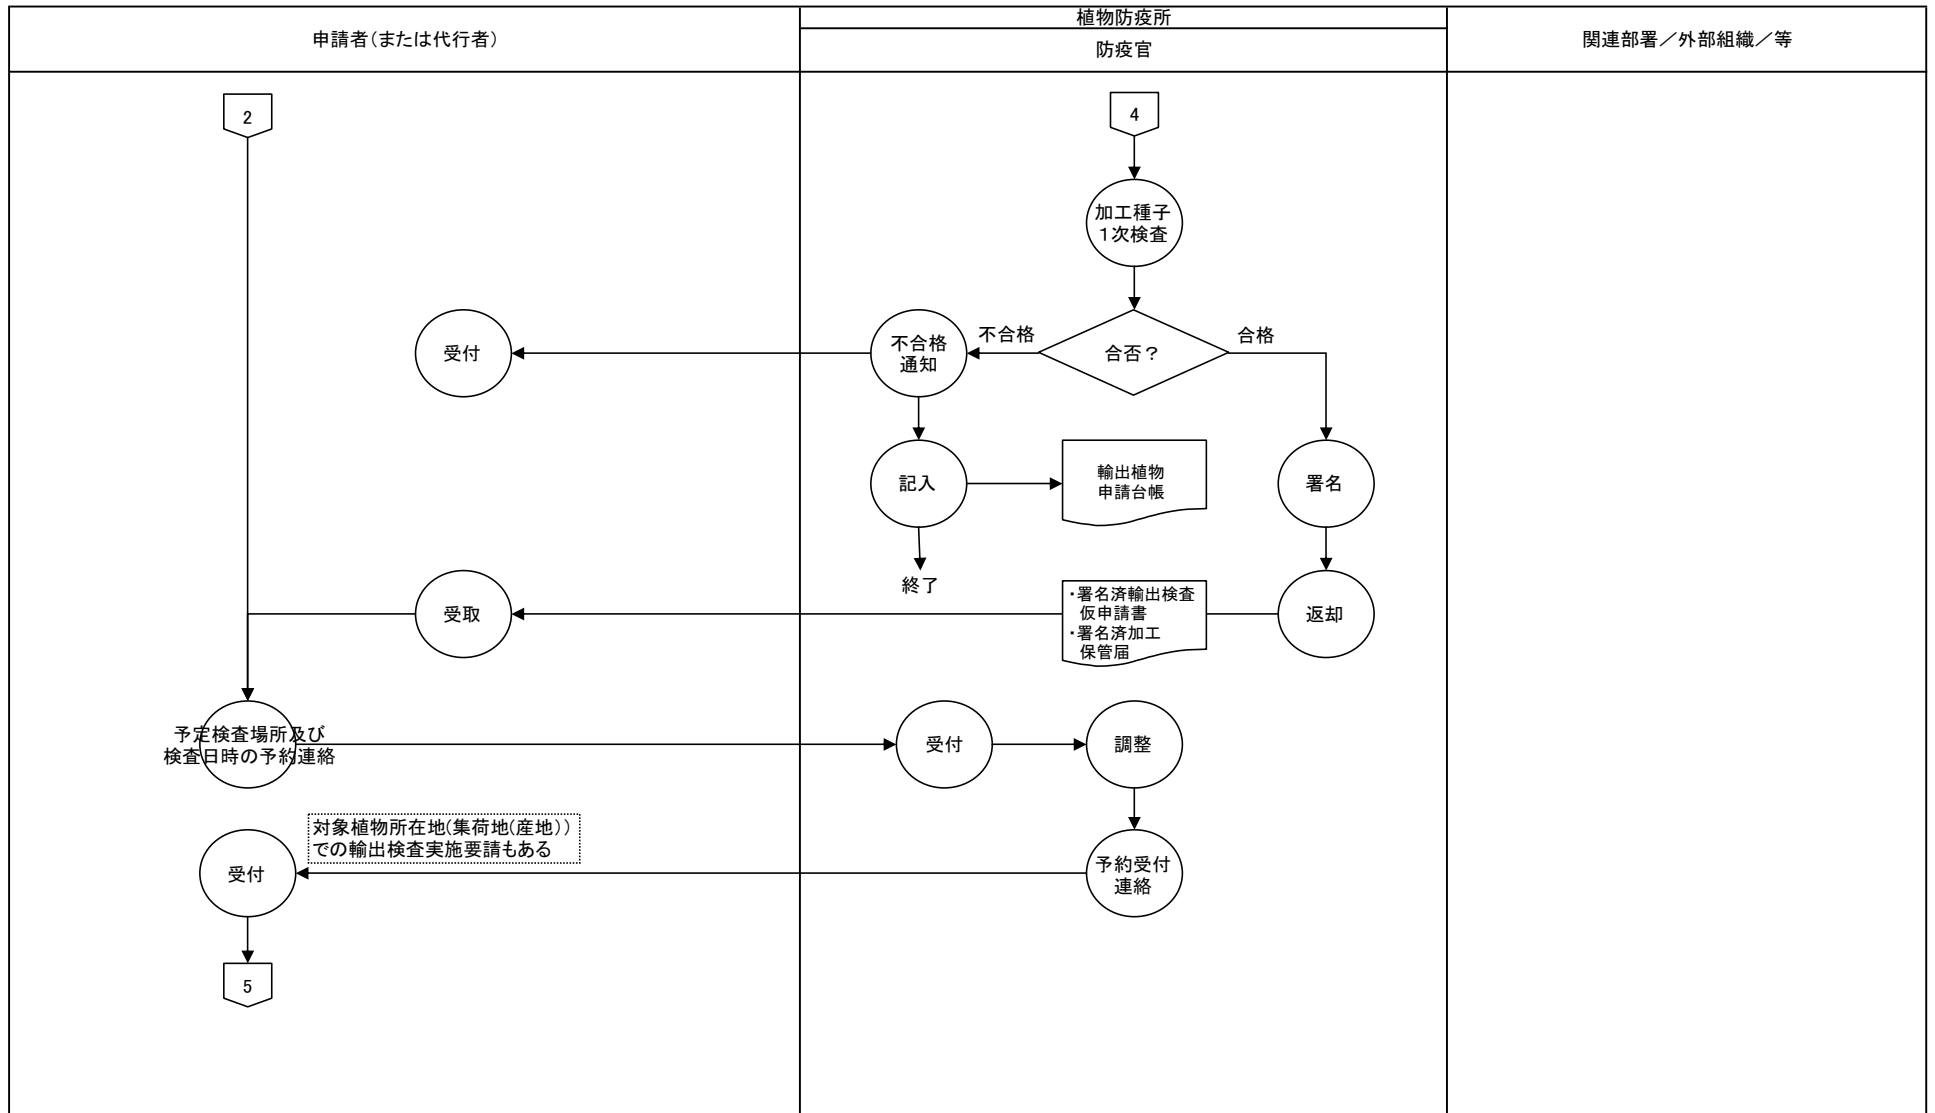 申請者（または代行者）
植物防疫所
防疫官
関連部署／外部組織／等
2
4
加工種子
１次検査
受付
不合格
通知
不合格
合否？
合格
記入
輸出植物
申請台帳
署名
終了
受取
・署名済輸出検査
仮申請書
・署名済加工
保管届
返却
予定検査場所及び
検査日時の予約連絡
受付
調整
対象植物所在地(集荷地(産地))
での輸出検査実施要請もある
受付
予約受付
連絡
5